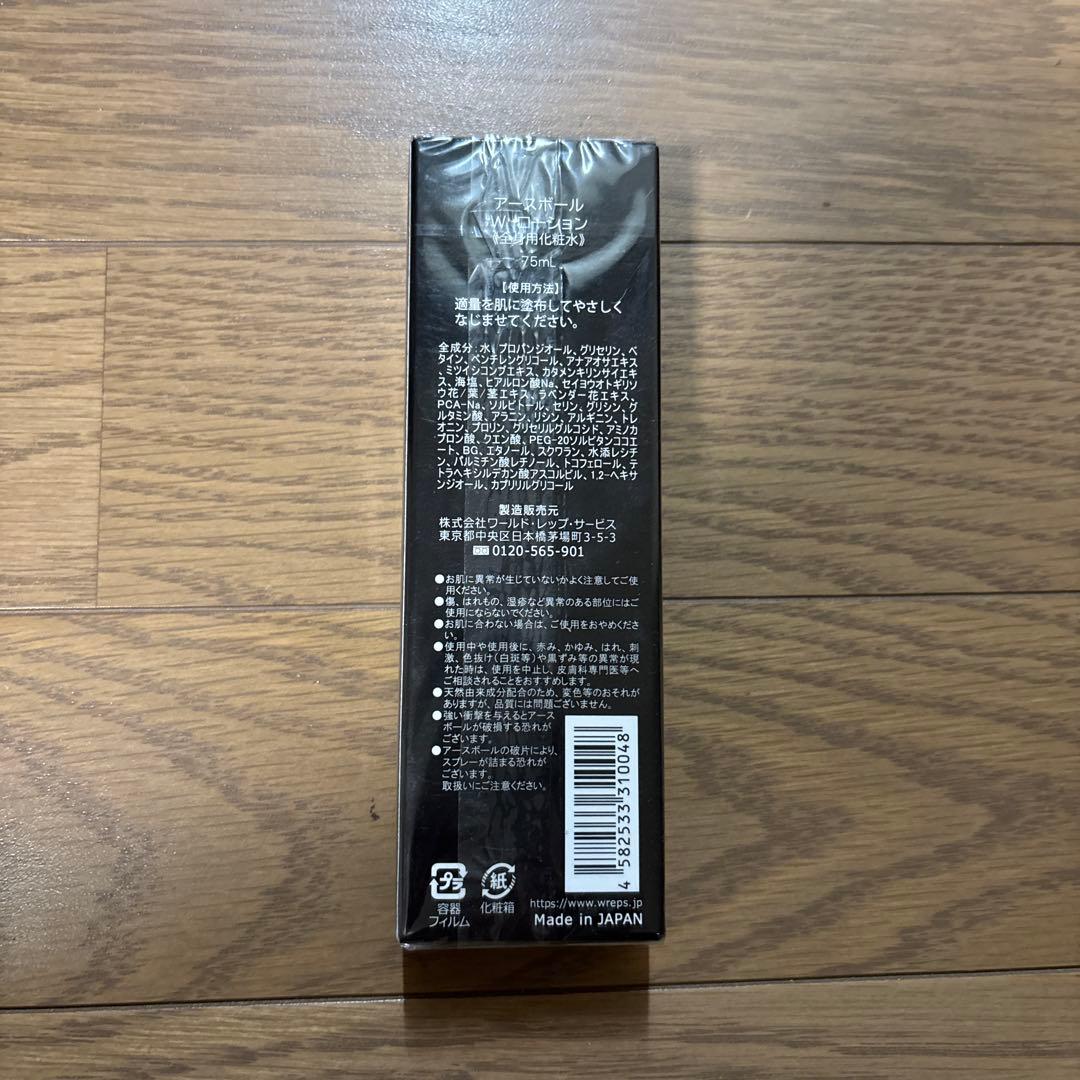 アースボール
W・ローション
《全身用化粧水》
75mL
【使用方法】
適量を肌に塗布してやさしく
なじませてください。
全成分：水、プロパンジオール、グリセリン、ベ
タイン、ペンチレングリコール、アナアオサエキス
、ミツイシコンブエキス、カタメンキリンサイエキ
ス、海塩、ヒアルロン酸Na、セイヨウオトギリソ
ウ花/葉/茎エキス、ラベンダー花エキス、
PCA-Na、ソルビトール、セリン、グリシン、グ
ルタミン酸、アラニン、リシン、アルギニン、トレ
オニン、プロリン、グリセリルグルコシド、アミノカ
プロン酸、クエン酸、PEG-20ソルビタンココエ
ート、BG、エタノール、スクワラン、水添レシチ
ン、パルミチン酸レチノール、トコフェロール、テ
トラヘキシルデカン酸アスコルビル、1,2-ヘキサ
ンジオール、カプリリルグリコール
製造販売元
株式会社ワールド・レップ・サービス
東京都中央区日本橋茅場町3-5-3
0120-565-901
●お肌に異常が生じていないかよく注意してご使
用ください。
●傷、はれもの、湿疹など異常のある部位にはご
使用にならないでください。
●お肌に合わない場合は、ご使用をおやめくださ
い。
●使用中や使用後に、赤み、かゆみ、はれ、刺
激、色抜け(白斑等)や黒ずみ等の異常が現
れた時は、使用を中止し、皮膚科専門医等へ
ご相談されることをおすすめします。
●天然由来成分配合のため、変色等のおそれが
ありますが、品質には問題ございません。
●強い衝撃を与えるとアース
ボールが破損する恐れが
ございます。
●アースボールの破片により、
スプレーが詰まる恐れが
ございます。
取扱いにご注意ください。
4 582533 310048
プラ
容器
フィルム
紙
化粧箱
https://www.wreps.jp
Made in JAPAN